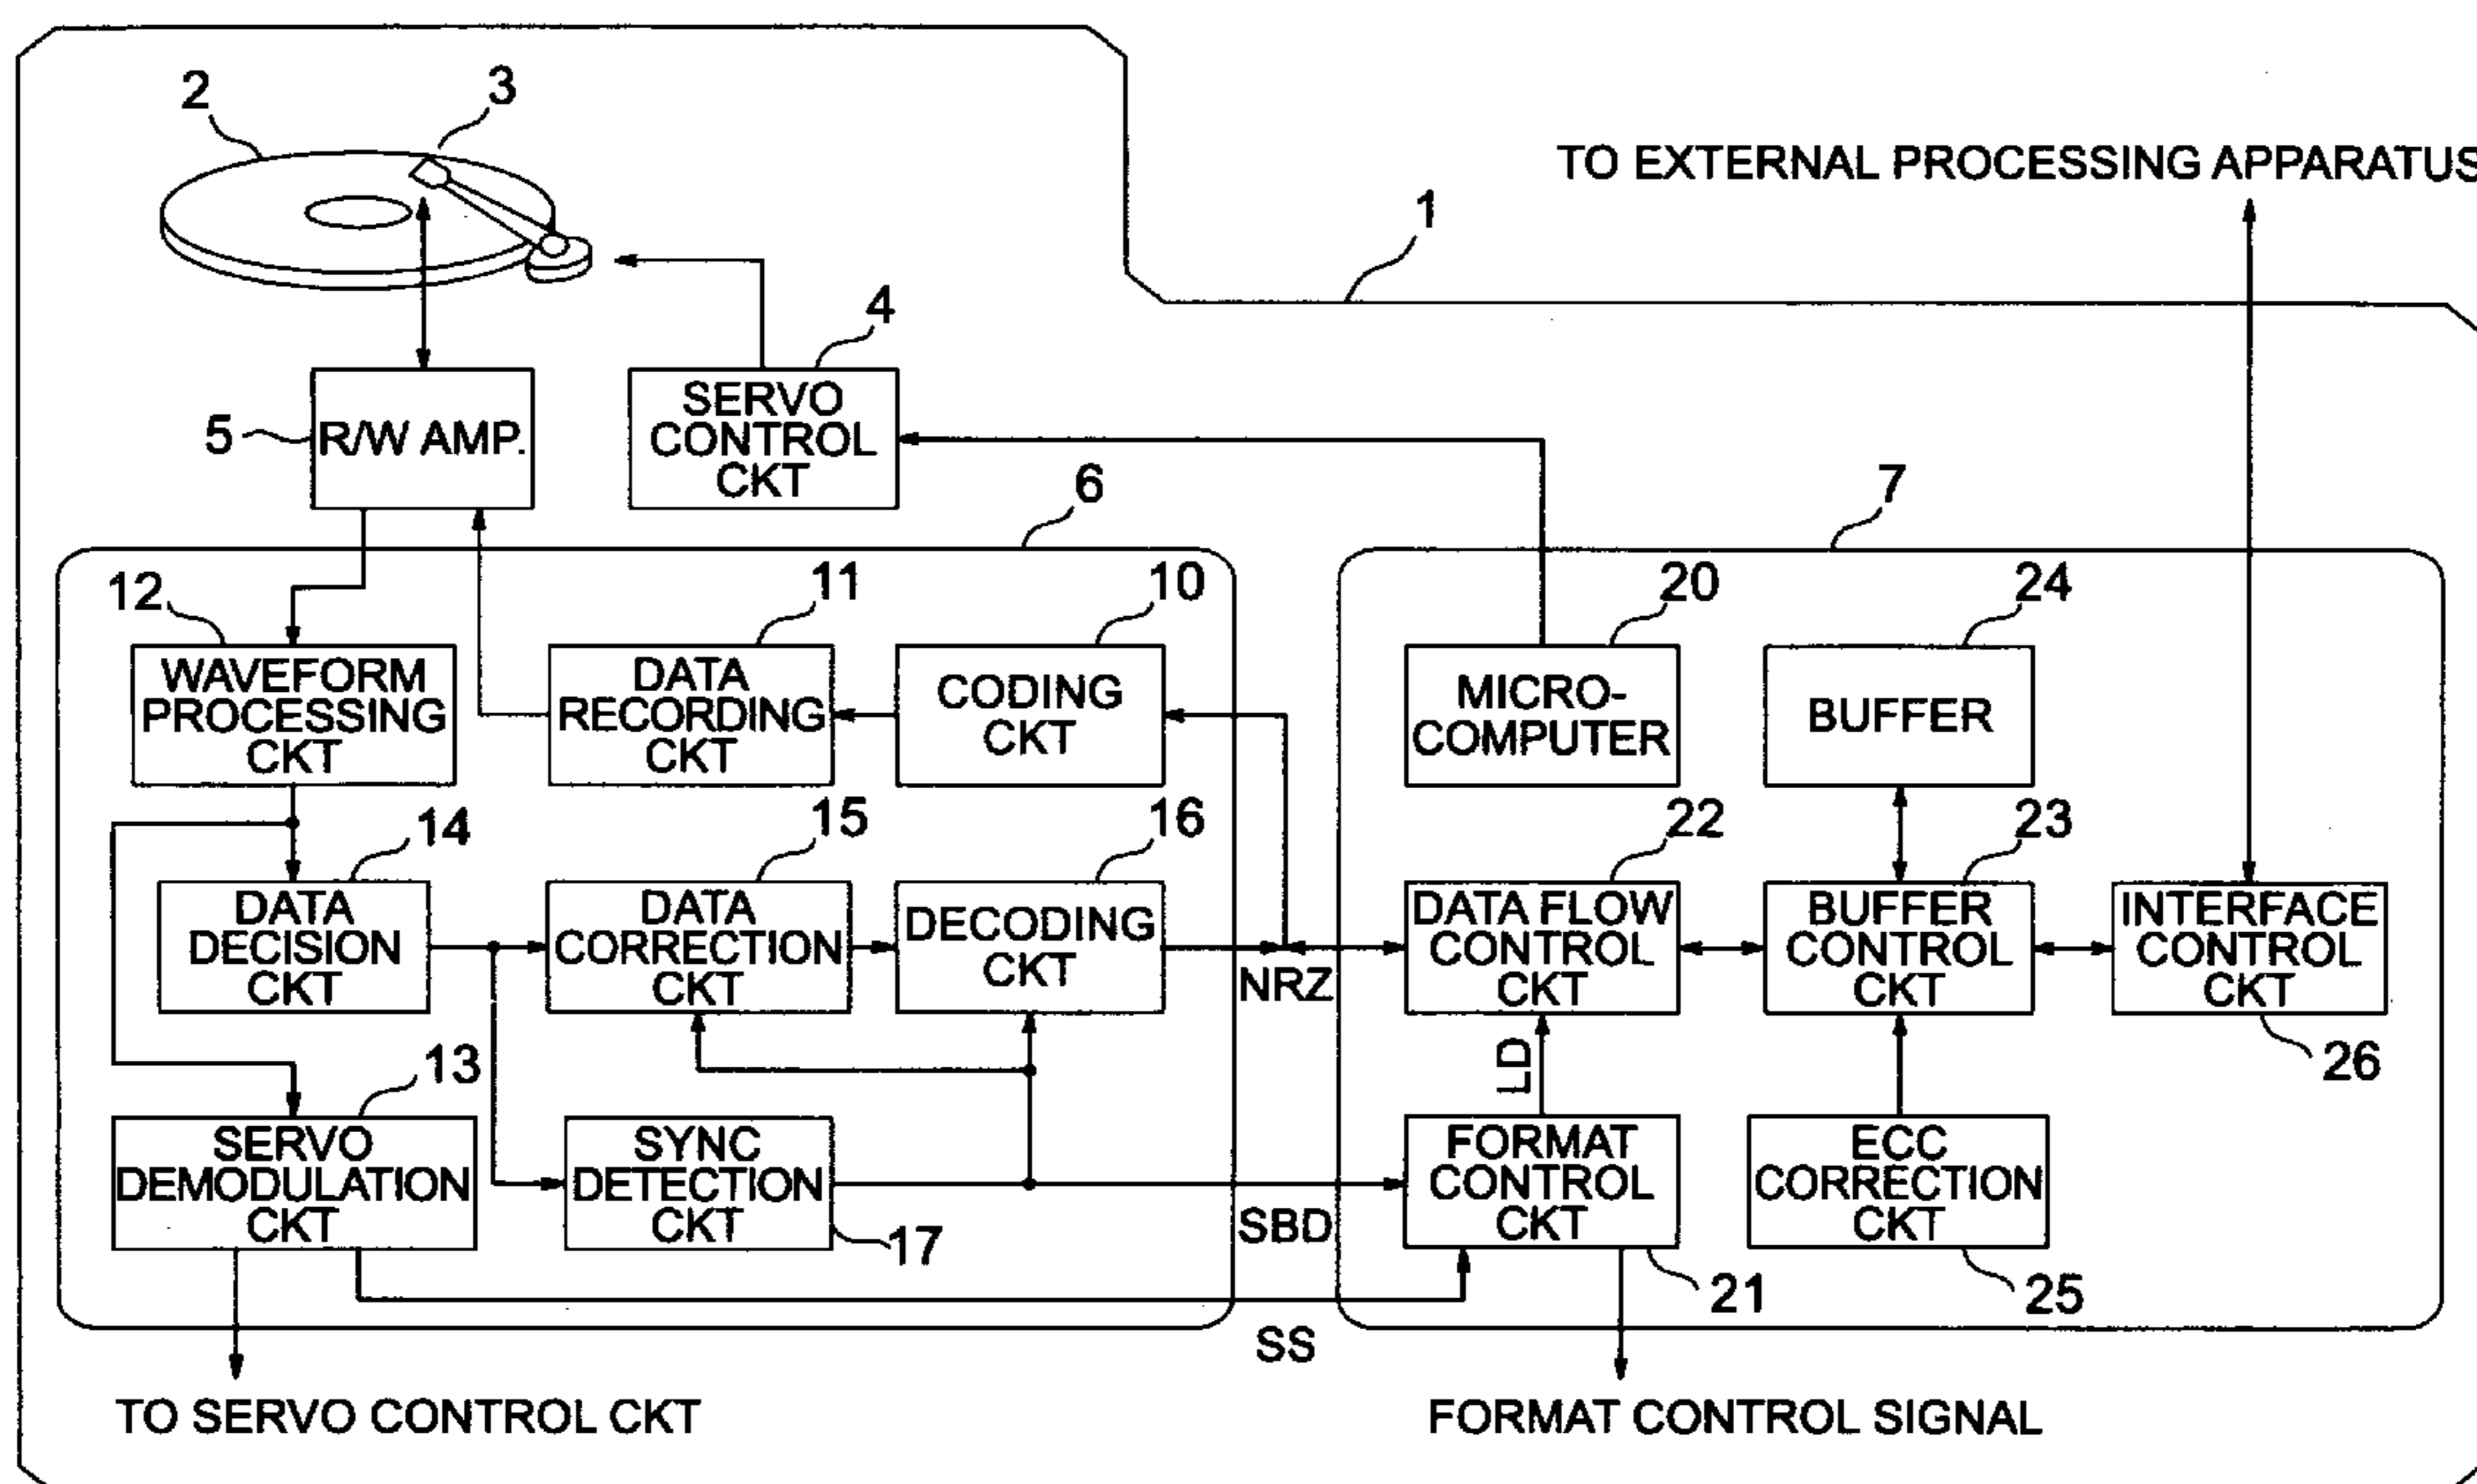 2
3
TO EXTERNAL PROCESSING APPARATUS
1
4
5
R/W AMP.
SERVO
CONTROL
CKT
6
7
12
11
10
20
24
WAVEFORM
PROCESSING
CKT
DATA
RECORDING
CKT
CODING
CKT
MICRO-
COMPUTER
BUFFER
14
15
16
22
23
DATA
DECISION
CKT
DATA
CORRECTION
CKT
DECODING
CKT
NRZ
DATA FLOW
CONTROL
CKT
BUFFER
CONTROL
CKT
INTERFACE
CONTROL
CKT
26
13
LD
SERVO
DEMODULATION
CKT
SYNC
DETECTION
CKT
17
SBD
FORMAT
CONTROL
CKT
ECC
CORRECTION
CKT
21
25
SS
TO SERVO CONTROL CKT
FORMAT CONTROL SIGNAL